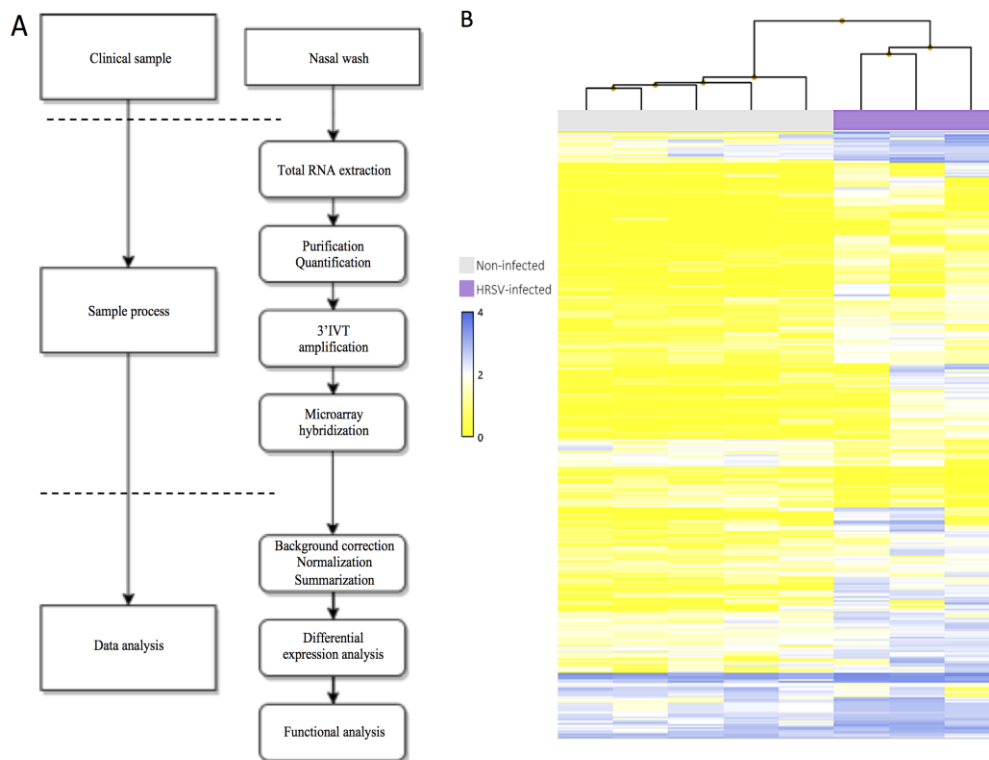 A
Clinical sample
Nasal wash
Total RNA extraction
Purification
Quantification
Sample process
3'IVT
amplification
Microarray
hybridization
Background correction
Normalization
Summarization
Data analysis
Differential
expression analysis
Functional analysis
B
Non-infected
HRSV-infected
4
2
0